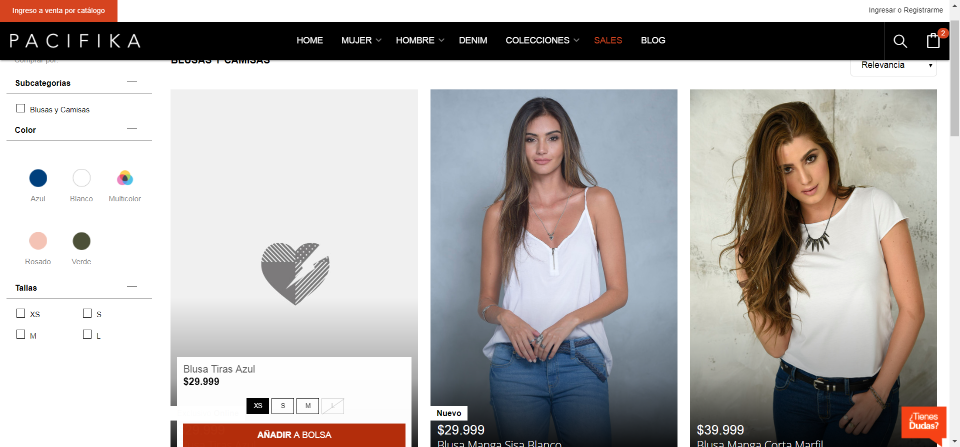 Ingreso a venta por catálogo
Ingresar o Registrarme
PACIFIKA
HOME
MUJER
HOMBRE
DENIM
COLECCIONES
SALES
BLOG
2
Comprar por:
BLUSAS Y CAMISAS
Relevancia
Subcategorías
Blusas y Camisas
Color
Azul
Blanco
Multicolor
Rosado
Verde
Tallas
XS
S
M
L
Blusa Tiras Azul
$29.999
XS
S
M
L
AÑADIR A BOLSA
Nuevo
$29.999
Blusa Manga Sisa Blanco
$39.999
Blusa Manga Corta Marfil
¿Tienes
Dudas?